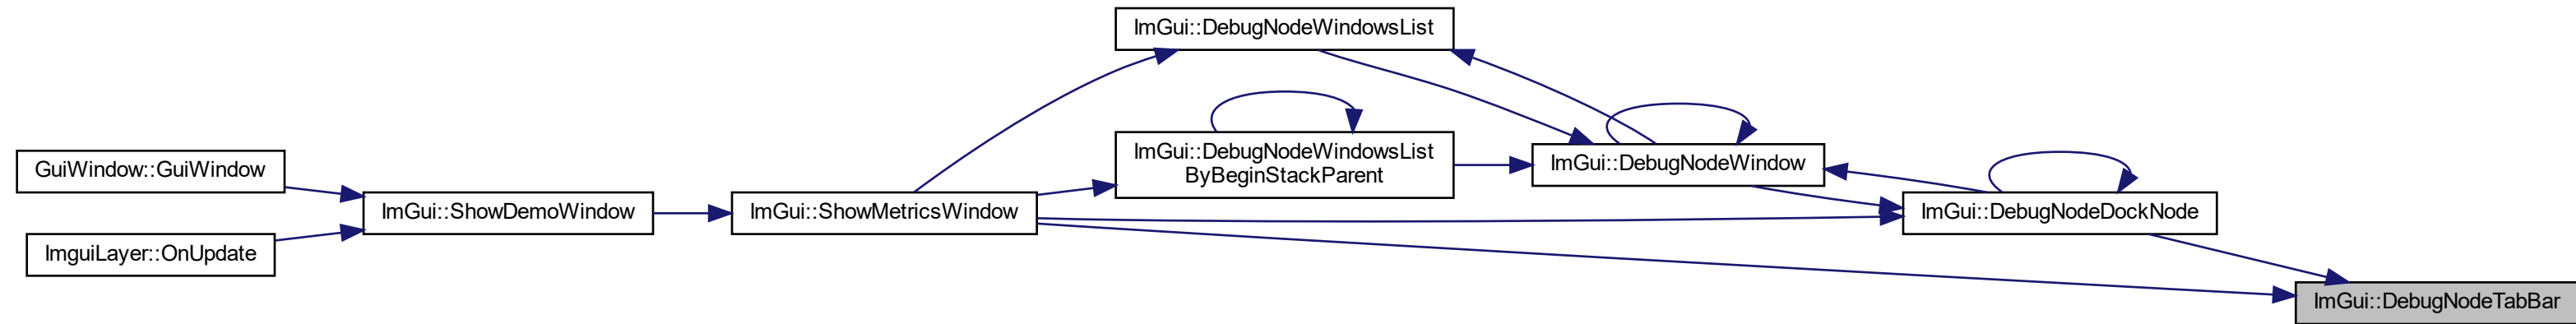 ImGui::DebugNodeWindowsList
ImGui::DebugNodeWindowsList
ByBeginStackParent
ImGui::DebugNodeWindow
GuiWindow::GuiWindow
ImGui::ShowDemoWindow
ImGui::ShowMetricsWindow
ImGui::DebugNodeDockNode
ImguiLayer::OnUpdate
ImGui::DebugNodeTabBar